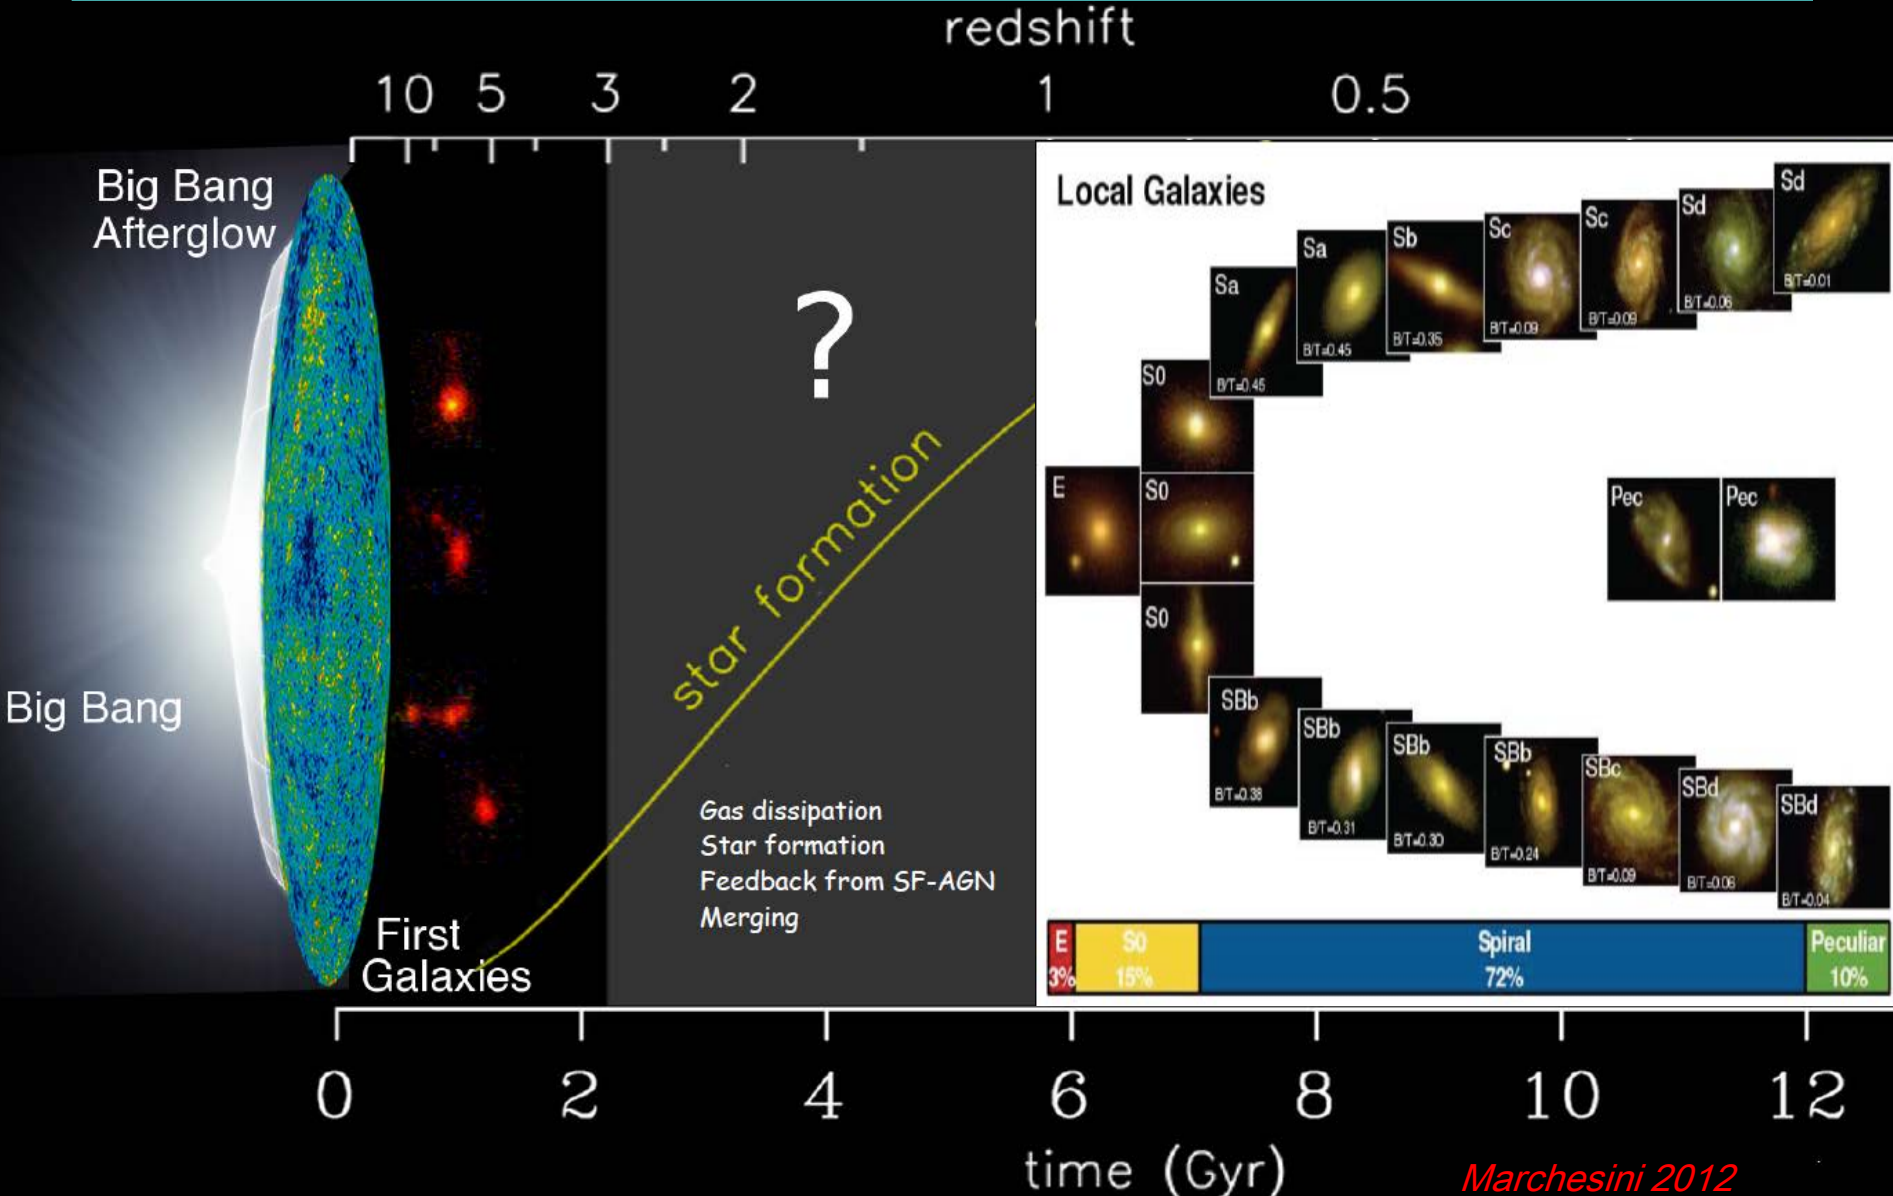 redshift
10 5 3 2 1 0.5
Big Bang
Afterglow
Big Bang
First
Galaxies
?
star formation
Gas dissipation
Star formation
Feedback from SF-AGN
Merging
Local Galaxies
E
S0
S0
S0
Sa
B/T=0.45
Sa
B/T=0.45
Sb
B/T=0.35
Sc
B/T=0.09
Sc
B/T=0.09
Sd
B/T=0.06
Sd
B/T=0.01
Pec
Pec
SBb
B/T=0.38
SBb
B/T=0.31
SBb
B/T=0.30
SBb
B/T=0.24
SBc
B/T=0.09
SBd
B/T=0.06
SBd
B/T=0.04
E S0 Spiral Peculiar
3% 15% 72% 10%
0 2 4 6 8 10 12
time (Gyr)
Marchesini 2012